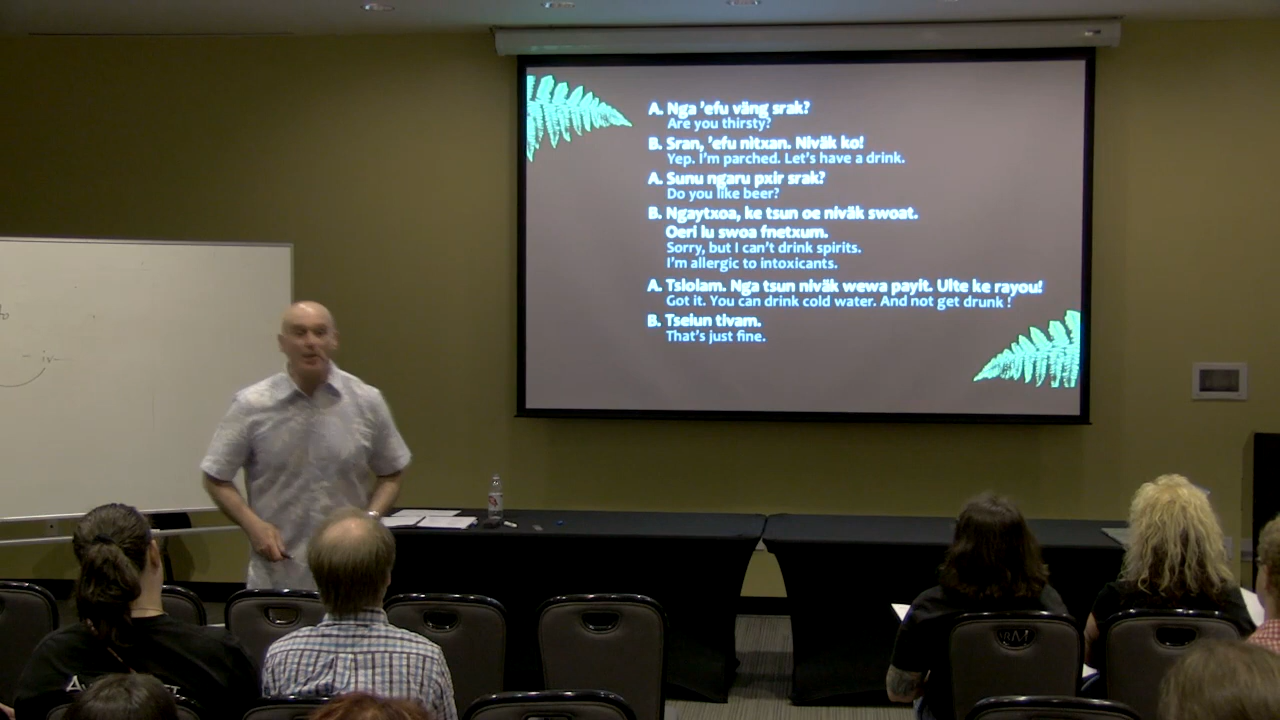 A. Nga 'efu väng srak?
Are you thirsty?
B. Sran, 'efu nìtxan. Niväk ko!
Yep. I'm parched. Let's have a drink.
A. Sunu ngaru pxir srak?
Do you like beer?
B. Ngaytxoa, ke tsun oe niväk swoat.
Oeri lu swoa fnetxum.
Sorry, but I can't drink spirits.
I'm allergic to intoxicants.
A. Tslolam. Nga tsun niväk wewa payit. Ulte ke rayou!
Got it. You can drink cold water. And not get drunk !
B. Tseiun tivam.
That's just fine.
-iv-